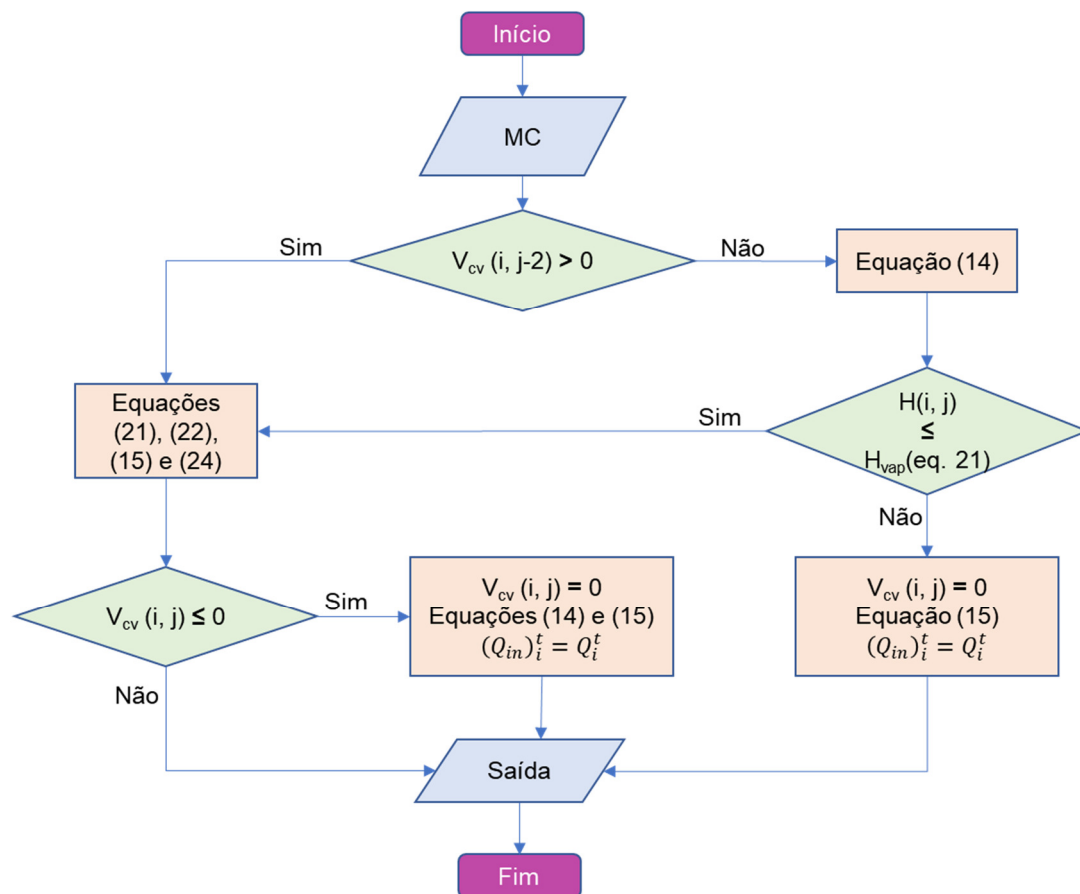 Início
MC
V_cv (i, j-2) > 0
Sim
Não
Equação (14)
H(i, j)
≤
H_vap(eq. 21)
Sim
Não
Equações
(21), (22),
(15) e (24)
V_cv (i, j) ≤ 0
Sim
Não
V_cv (i, j) = 0
Equações (14) e (15)
(Q_in)_i^t = Q_i^t
V_cv (i, j) = 0
Equação (15)
(Q_in)_i^t = Q_i^t
Saída
Fim